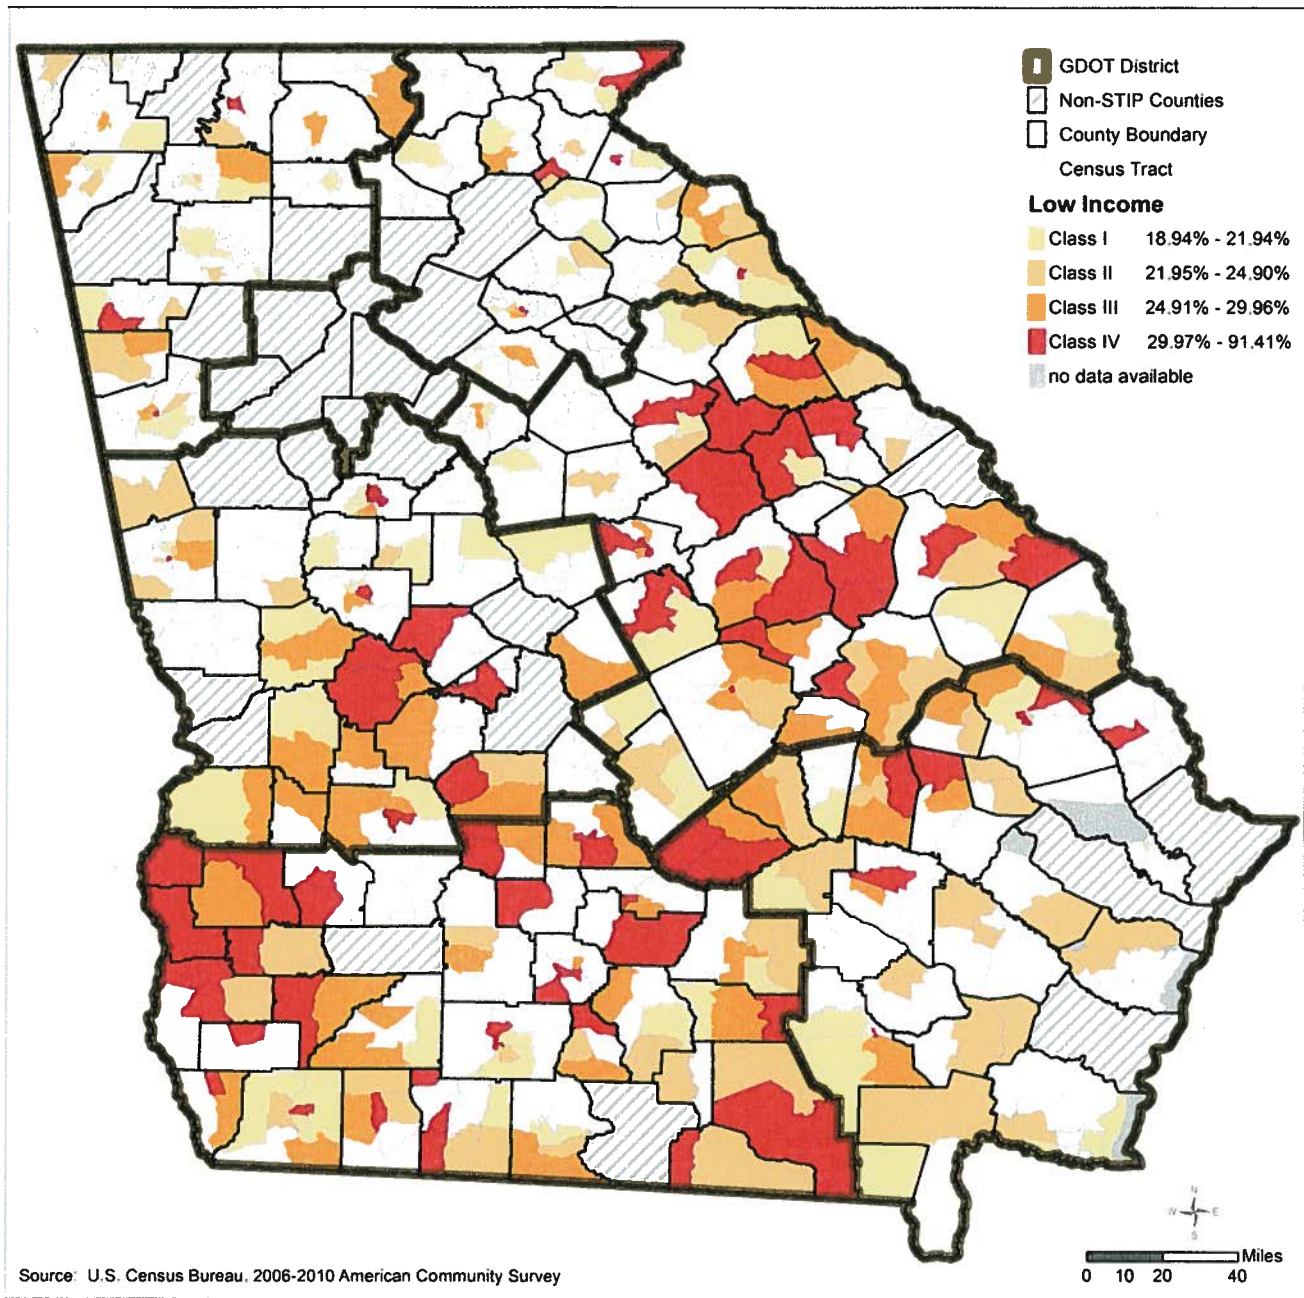 GDOT District
Non-STIP Counties
County Boundary
Census Tract
Low Income
Class I 18.94% - 21.94%
Class II 21.95% - 24.90%
Class III 24.91% - 29.96%
Class IV 29.97% - 91.41%
no data available
N
W E
S
Miles
0 10 20 40
Source: U.S. Census Bureau, 2006-2010 American Community Survey